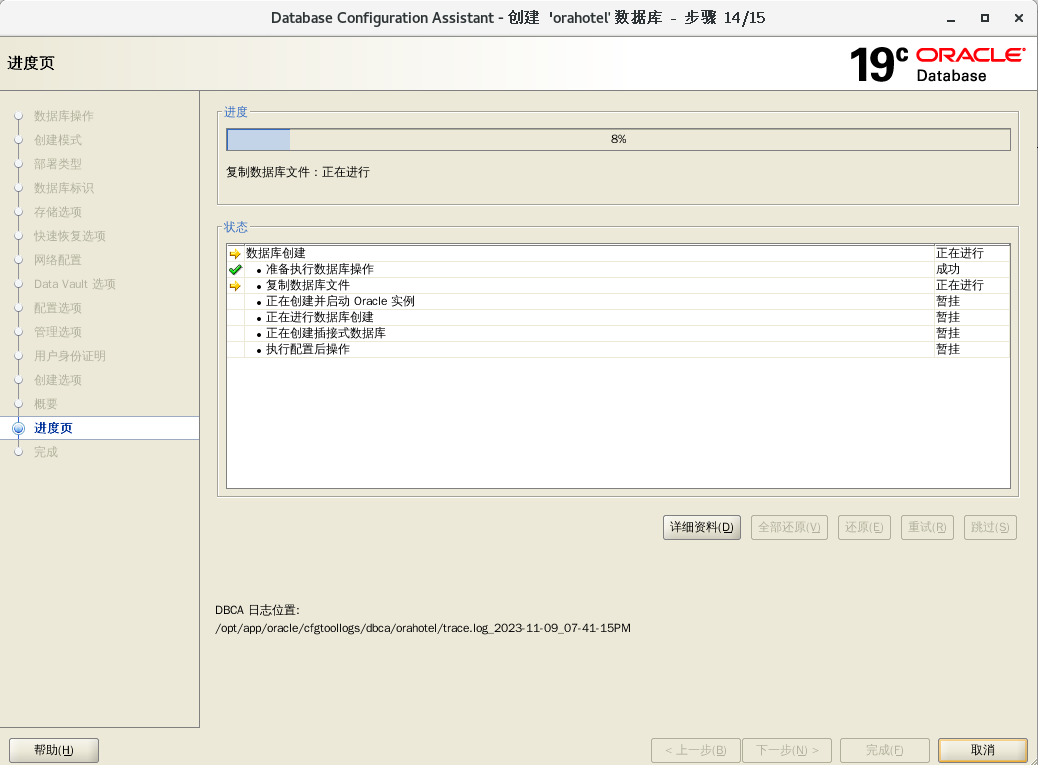 Database Configuration Assistant - 创建 'orahotel' 数据库 - 步骤 14/15
进度页
19c ORACLE Database
数据库操作
创建模式
部署类型
数据库标识
存储选项
快速恢复选项
网络配置
Data Vault 选项
配置选项
管理选项
用户身份证明
创建选项
概要
进度页
完成
进度
8%
复制数据库文件：正在进行
状态
数据库创建 正在进行
准备执行数据库操作 成功
复制数据库文件 正在进行
正在创建并启动 Oracle 实例 暂挂
正在进行数据库创建 暂挂
正在创建插接式数据库 暂挂
执行配置后操作 暂挂
详细资料(D) 全部还原(V) 还原(E) 重试(R) 跳过(S)
DBCA 日志位置:
/opt/app/oracle/cfgtoollogs/dbca/orahotel/trace.log_2023-11-09_07-41-15PM
帮助(H) < 上一步(B) 下一步(N) > 完成(F) 取消